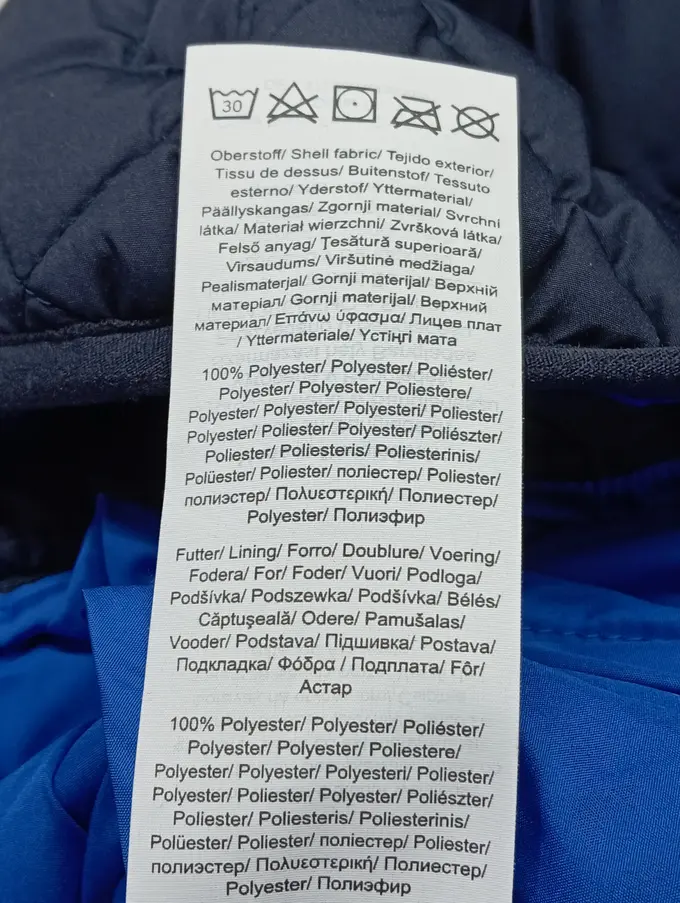 30
Oberstoff/ Shell fabric/ Tejido exterior/
Tissu de dessus/ Buitenstof/ Tessuto
esterno/ Yderstof/ Yttermaterial/
Päällyskangas/ Zgornji material/ Svrchni
látka/ Materiał wierzchni/ Zvršková látka/
Felső anyag/ Țesătură superioară/
Virsaudums/ Viršutinė medžiaga/
Pealismaterjal/ Gornji materijal/ Верхній
матеріал/ Gornji materijal/ Верхний
материал/ Επάνω ύφασμα/ Лицев плат
/ Yttermateriale/ Үстіңгі мата
100% Polyester/ Polyester/ Poliéster/
Polyester/ Polyester/ Poliestere/
Polyester/ Polyester/ Polyesteri/ Poliester/
Polyester/ Poliester/ Polyester/ Poliészter/
Poliester/ Poliesteris/ Poliesterinis/
Polüester/ Poliester/ поліестер/ Poliester/
полиэстер/ Πολυεστερική/ Полиестер/
Polyester/ Полиэфир
Futter/ Lining/ Forro/ Doublure/ Voering/
Fodera/ For/ Foder/ Vuori/ Podloga/
Podšívka/ Podszewka/ Podšívka/ Bélés/
Căptușeală/ Odere/ Pamušalas/
Vooder/ Podstava/ Підшивка/ Postava/
Подкладка/ Φόδρα / Подплата/ Fôr/
Астар
100% Polyester/ Polyester/ Poliéster/
Polyester/ Polyester/ Poliestere/
Polyester/ Polyester/ Polyesteri/ Poliester/
Polyester/ Poliester/ Polyester/ Poliészter/
Poliester/ Poliesteris/ Poliesterinis/
Polüester/ Poliester/ поліестер/ Poliester/
полиэстер/ Πολυεστερική/ Полиестер/
Polyester/ Полиэфир